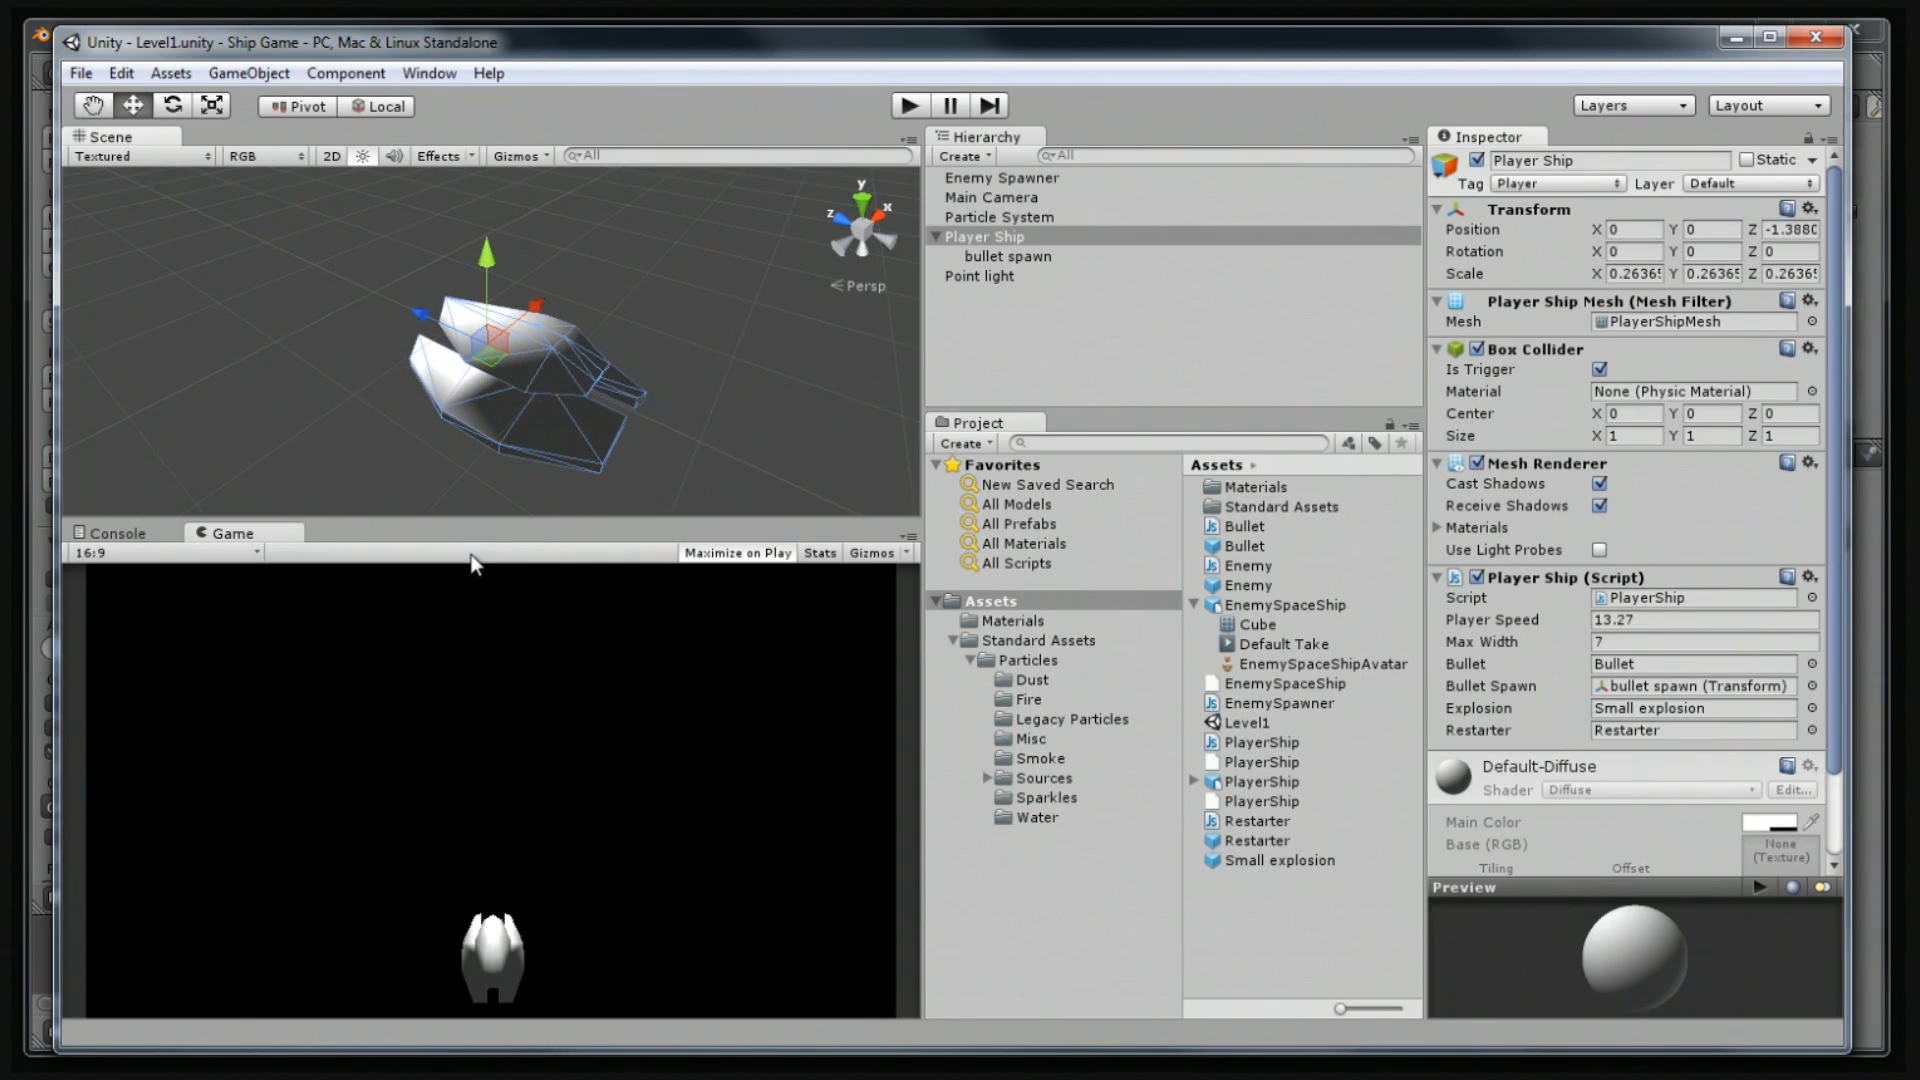 Unity - Level1.unity - Ship Game - PC, Mac & Linux Standalone
File Edit Assets GameObject Component Window Help
Pivot Local
Layers Layout
Scene
Textured RGB 2D Effects Gizmos All
y
x
z
Persp
Console Game
16:9 Maximize on Play Stats Gizmos
Hierarchy
Create All
Enemy Spawner
Main Camera
Particle System
Player Ship
bullet spawn
Point light
Project
Create
Favorites
New Saved Search
All Models
All Prefabs
All Materials
All Scripts
Assets
Materials
Standard Assets
Particles
Dust
Fire
Legacy Particles
Misc
Smoke
Sources
Sparkles
Water
Assets
Materials
Standard Assets
Bullet
Bullet
Enemy
Enemy
EnemySpaceShip
Cube
Default Take
EnemySpaceShipAvatar
EnemySpaceShip
EnemySpawner
Level1
PlayerShip
PlayerShip
PlayerShip
PlayerShip
Restarter
Restarter
Small explosion
Inspector
Player Ship Static
Tag Player Layer Default
Transform
Position X 0 Y 0 Z -1.3880
Rotation X 0 Y 0 Z 0
Scale X 0.26365 Y 0.26365 Z 0.26365
Player Ship Mesh (Mesh Filter)
Mesh PlayerShipMesh
Box Collider
Is Trigger
Material None (Physic Material)
Center X 0 Y 0 Z 0
Size X 1 Y 1 Z 1
Mesh Renderer
Cast Shadows
Receive Shadows
Materials
Use Light Probes
Player Ship (Script)
Script PlayerShip
Player Speed 13.27
Max Width 7
Bullet Bullet
Bullet Spawn bullet spawn (Transform)
Explosion Small explosion
Restarter Restarter
Default-Diffuse
Shader Diffuse Edit...
Main Color
Base (RGB) None
(Texture)
Tiling Offset
Preview